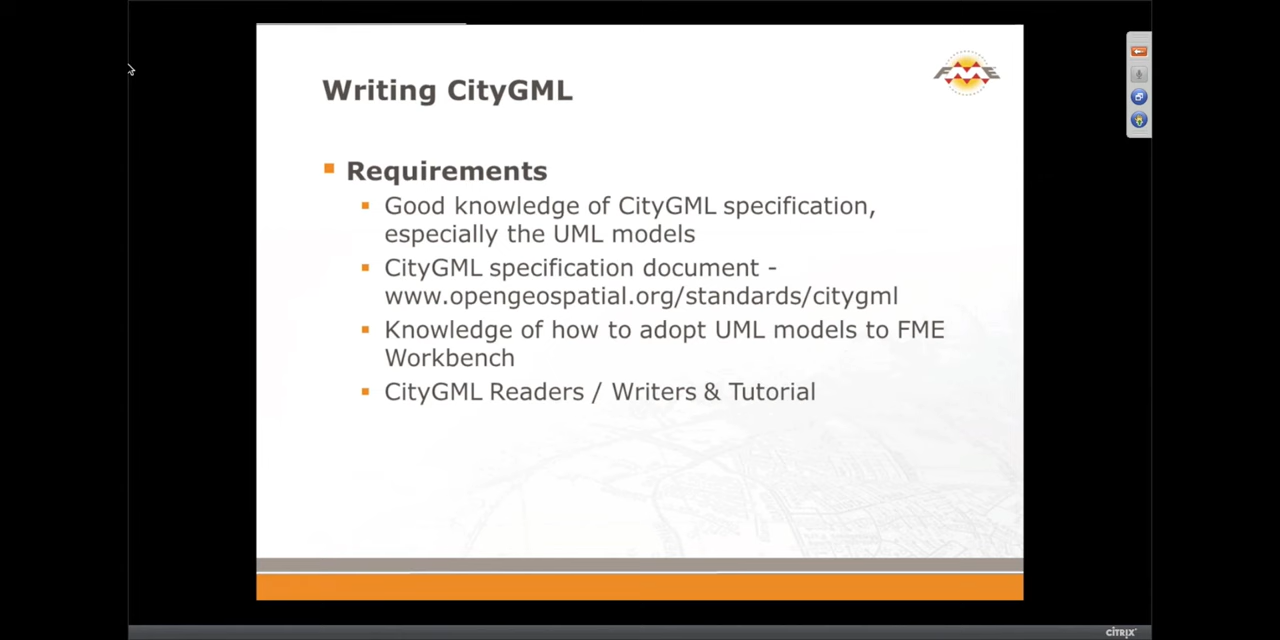 Writing CityGML
FME
Requirements
Good knowledge of CityGML specification,
especially the UML models
CityGML specification document -
www.opengeospatial.org/standards/citygml
Knowledge of how to adopt UML models to FME
Workbench
CityGML Readers / Writers & Tutorial
CITRIX